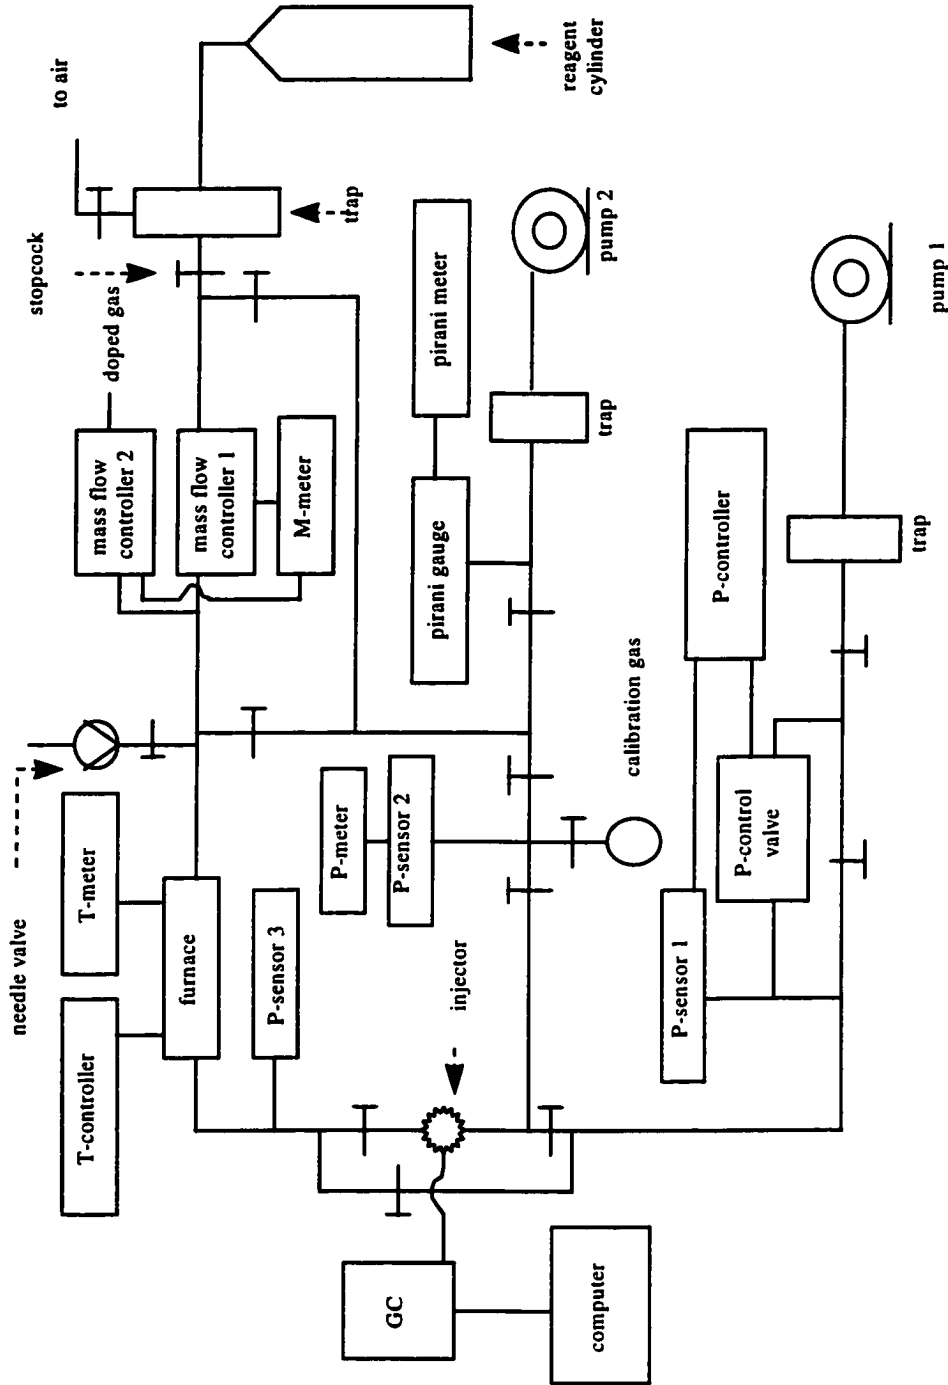 needle valve
T-controller
T-meter
furnace
P-sensor 3
stopcock
to air
doped gas
mass flow
controller 2
mass flow
controller 1
M-meter
trap
reagent
cylinder
P-meter
P-sensor 2
injector
pirani gauge
pirani meter
trap
pump 2
calibration gas
GC
computer
P-sensor 1
P-control
valve
P-controller
trap
pump 1